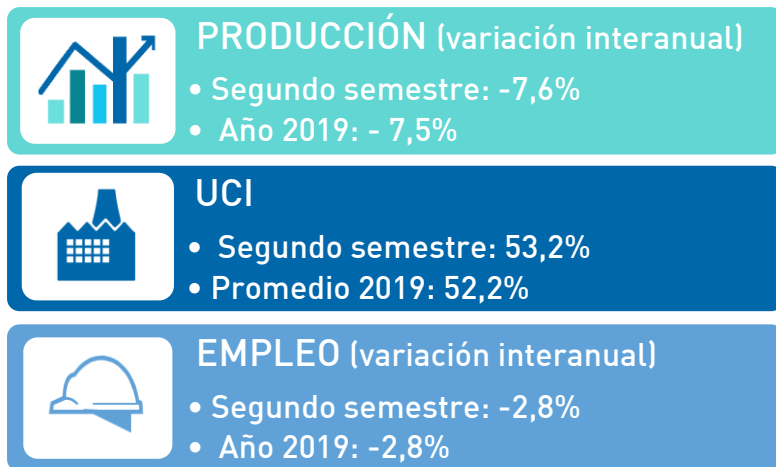 PRODUCCIÓN (variación interanual)
• Segundo semestre: -7,6%
• Año 2019: - 7,5%
UCI
• Segundo semestre: 53,2%
• Promedio 2019: 52,2%
EMPLEO (variación interanual)
• Segundo semestre: -2,8%
• Año 2019: -2,8%